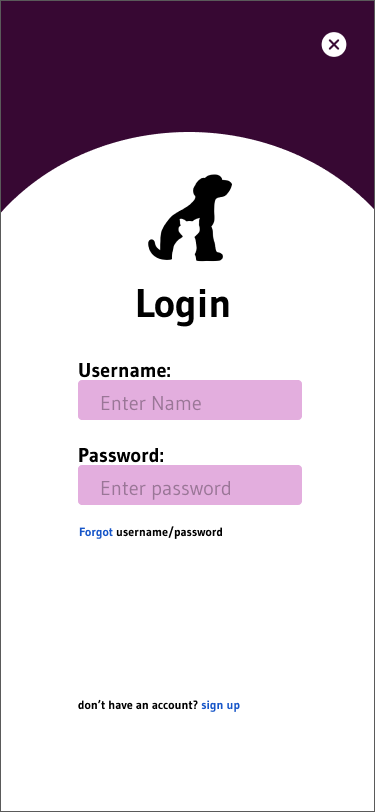 Login
Username:
Enter Name
Password:
Enter password
Forgot username/password
don’t have an account? sign up